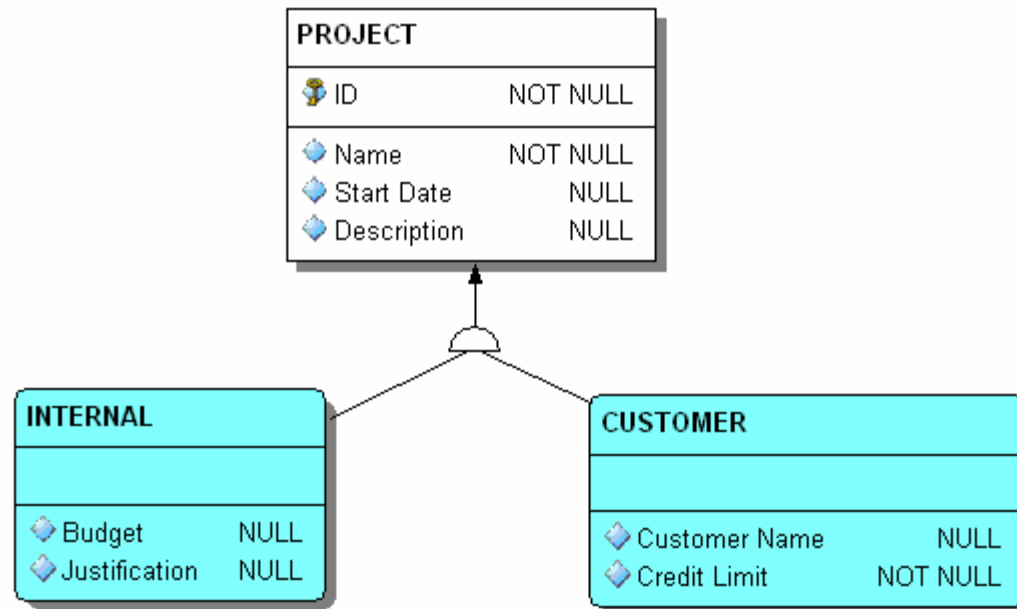 PROJECT
ID NOT NULL
Name NOT NULL
Start Date NULL
Description NULL
INTERNAL
Budget NULL
Justification NULL
CUSTOMER
Customer Name NULL
Credit Limit NOT NULL